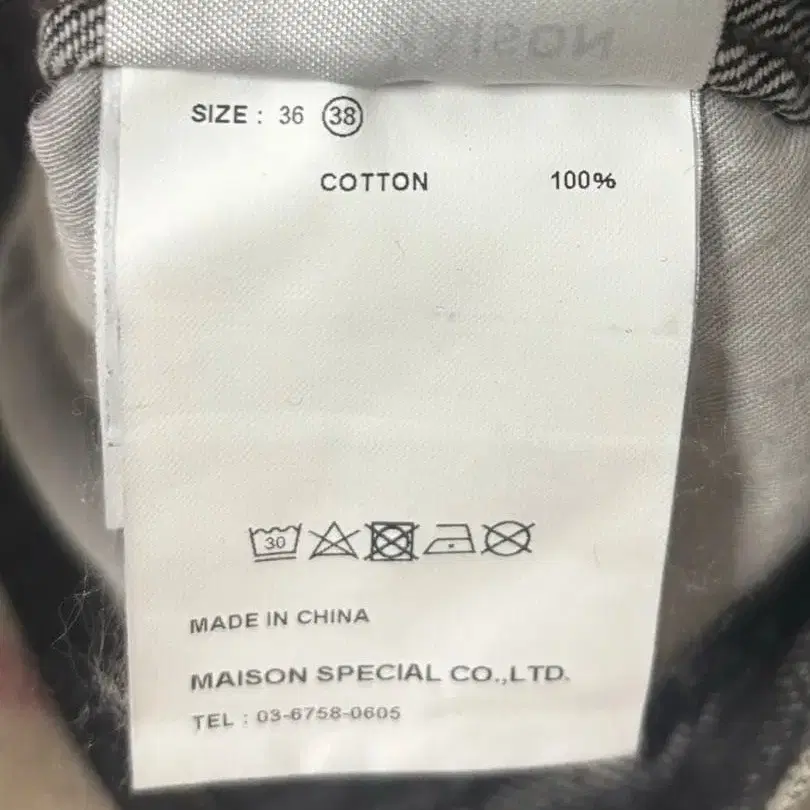 SIZE : 36 38
COTTON 100%
30
MADE IN CHINA
MAISON SPECIAL CO.,LTD.
TEL : 03-6758-0605